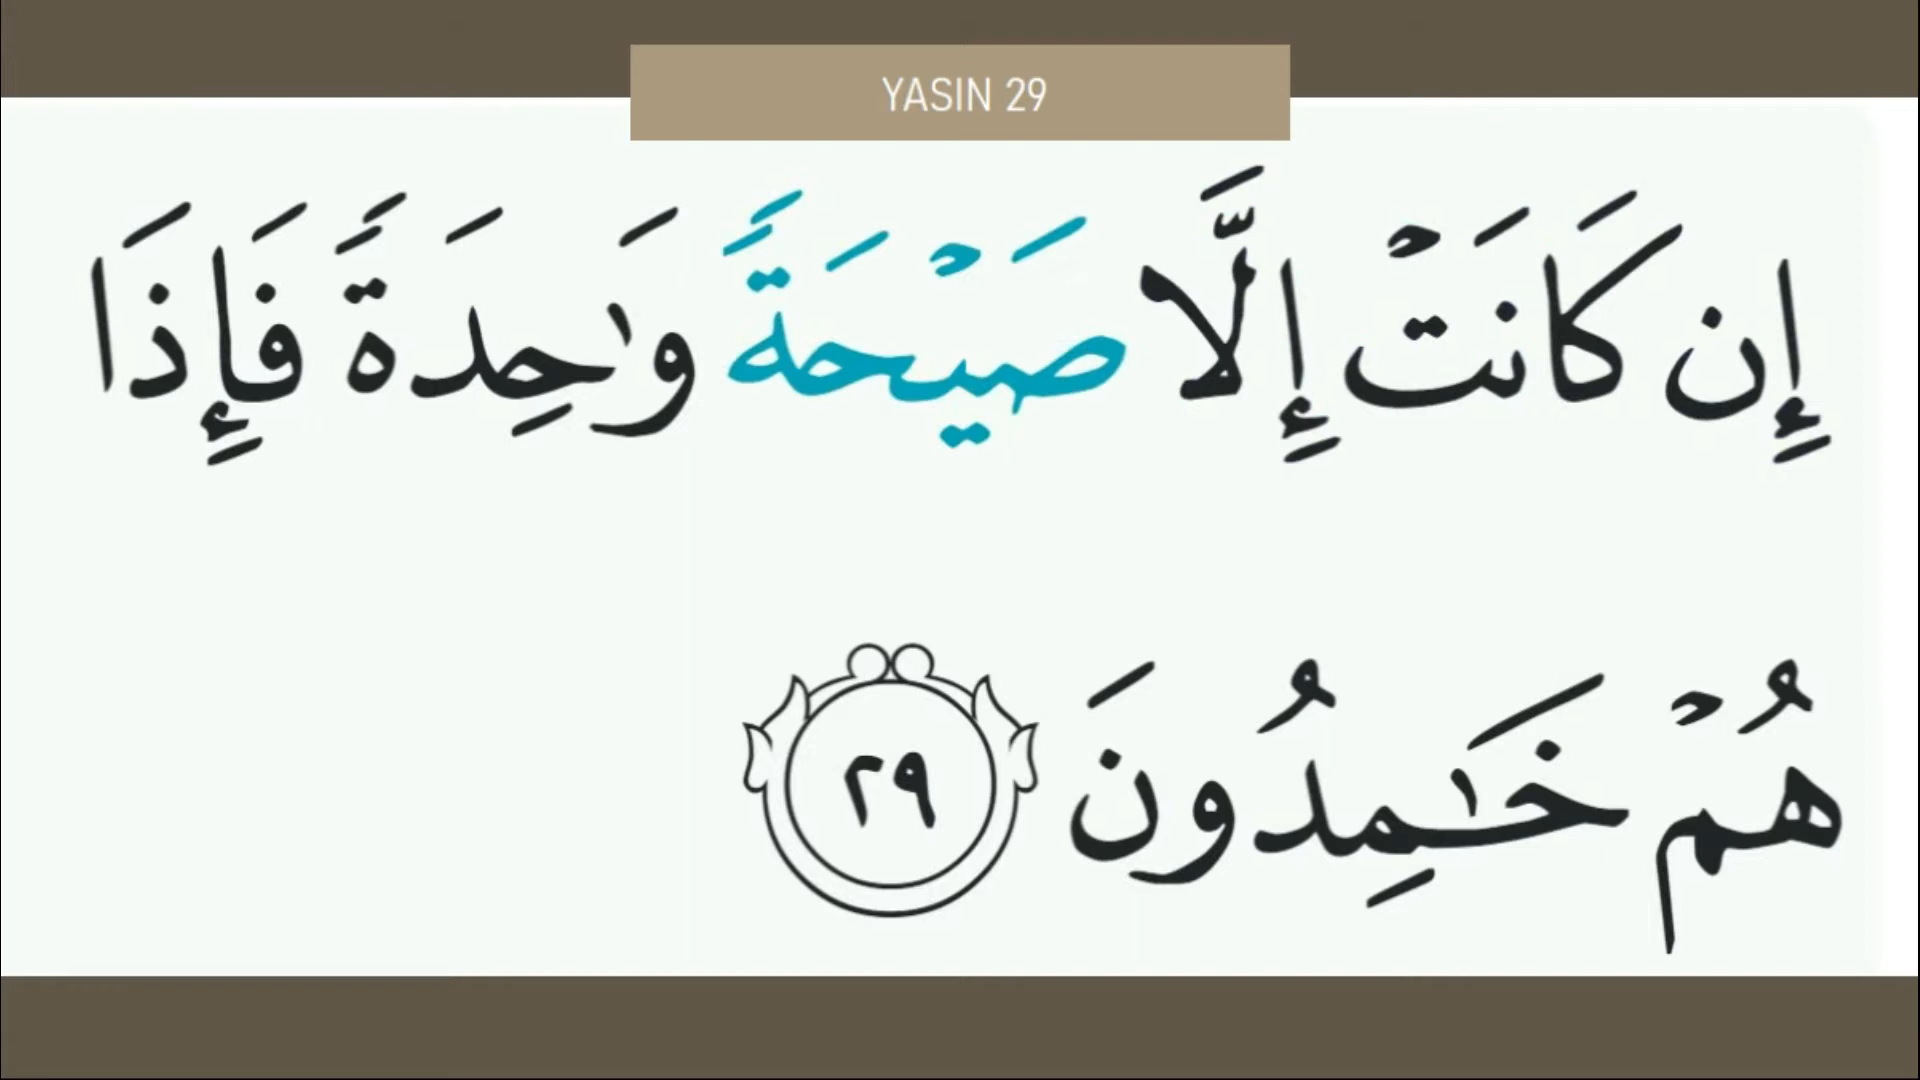 YASIN 29
إِن كَانَتۡ إِلَّا صَيۡحَةً وَٰحِدَةً فَإِذَا
هُمۡ خَٰمِدُونَ ٢٩